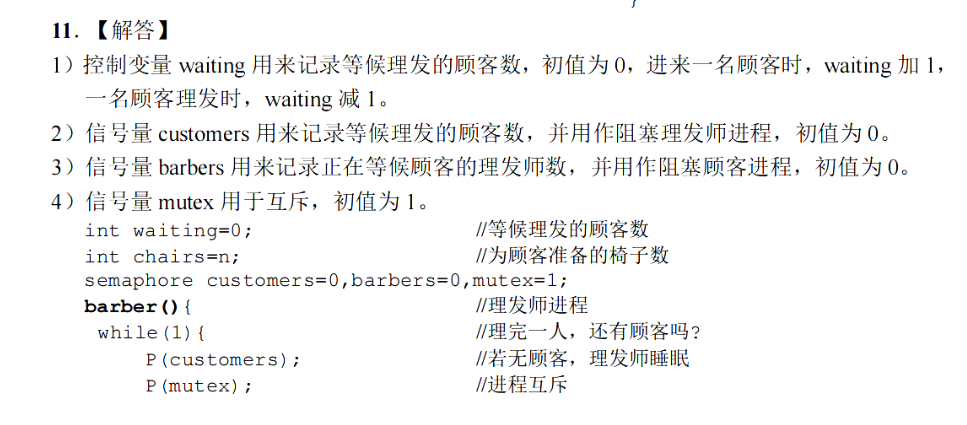 11.【解答】
1）控制变量 waiting 用来记录等候理发的顾客数，初值为 0，进来一名顾客时，waiting 加 1，
一名顾客理发时，waiting 减 1。
2）信号量 customers 用来记录等候理发的顾客数，并用作阻塞理发师进程，初值为 0。
3）信号量 barbers 用来记录正在等候顾客的理发师数，并用作阻塞顾客进程，初值为 0。
4）信号量 mutex 用于互斥，初值为 1。
int waiting=0; //等候理发的顾客数
int chairs=n; //为顾客准备的椅子数
semaphore customers=0,barbers=0,mutex=1;
barber(){ //理发师进程
while(1){ //理完一人，还有顾客吗?
P(customers); //若无顾客，理发师睡眠
P(mutex); //进程互斥